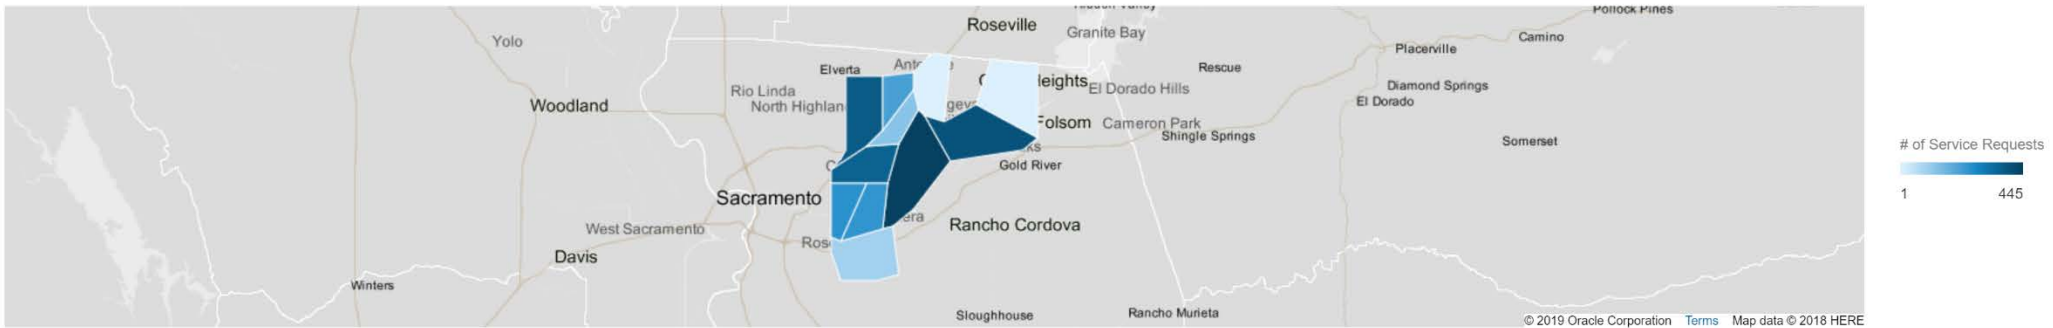 Pollock Pines
Roseville
Granite Bay
Yolo
Camino
Placerville
Elverta
Rescue
Rio Linda
El Dorado Hills
Diamond Springs
North Highlan
El Dorado
Woodland
Folsom
Cameron Park
Shingle Springs
Somerset
# of Service Requests
Gold River
1
445
Sacramento
Rancho Cordova
West Sacramento
Davis
Winters
Sloughhouse
Rancho Murieta
© 2019 Oracle Corporation Terms Map data © 2018 HERE